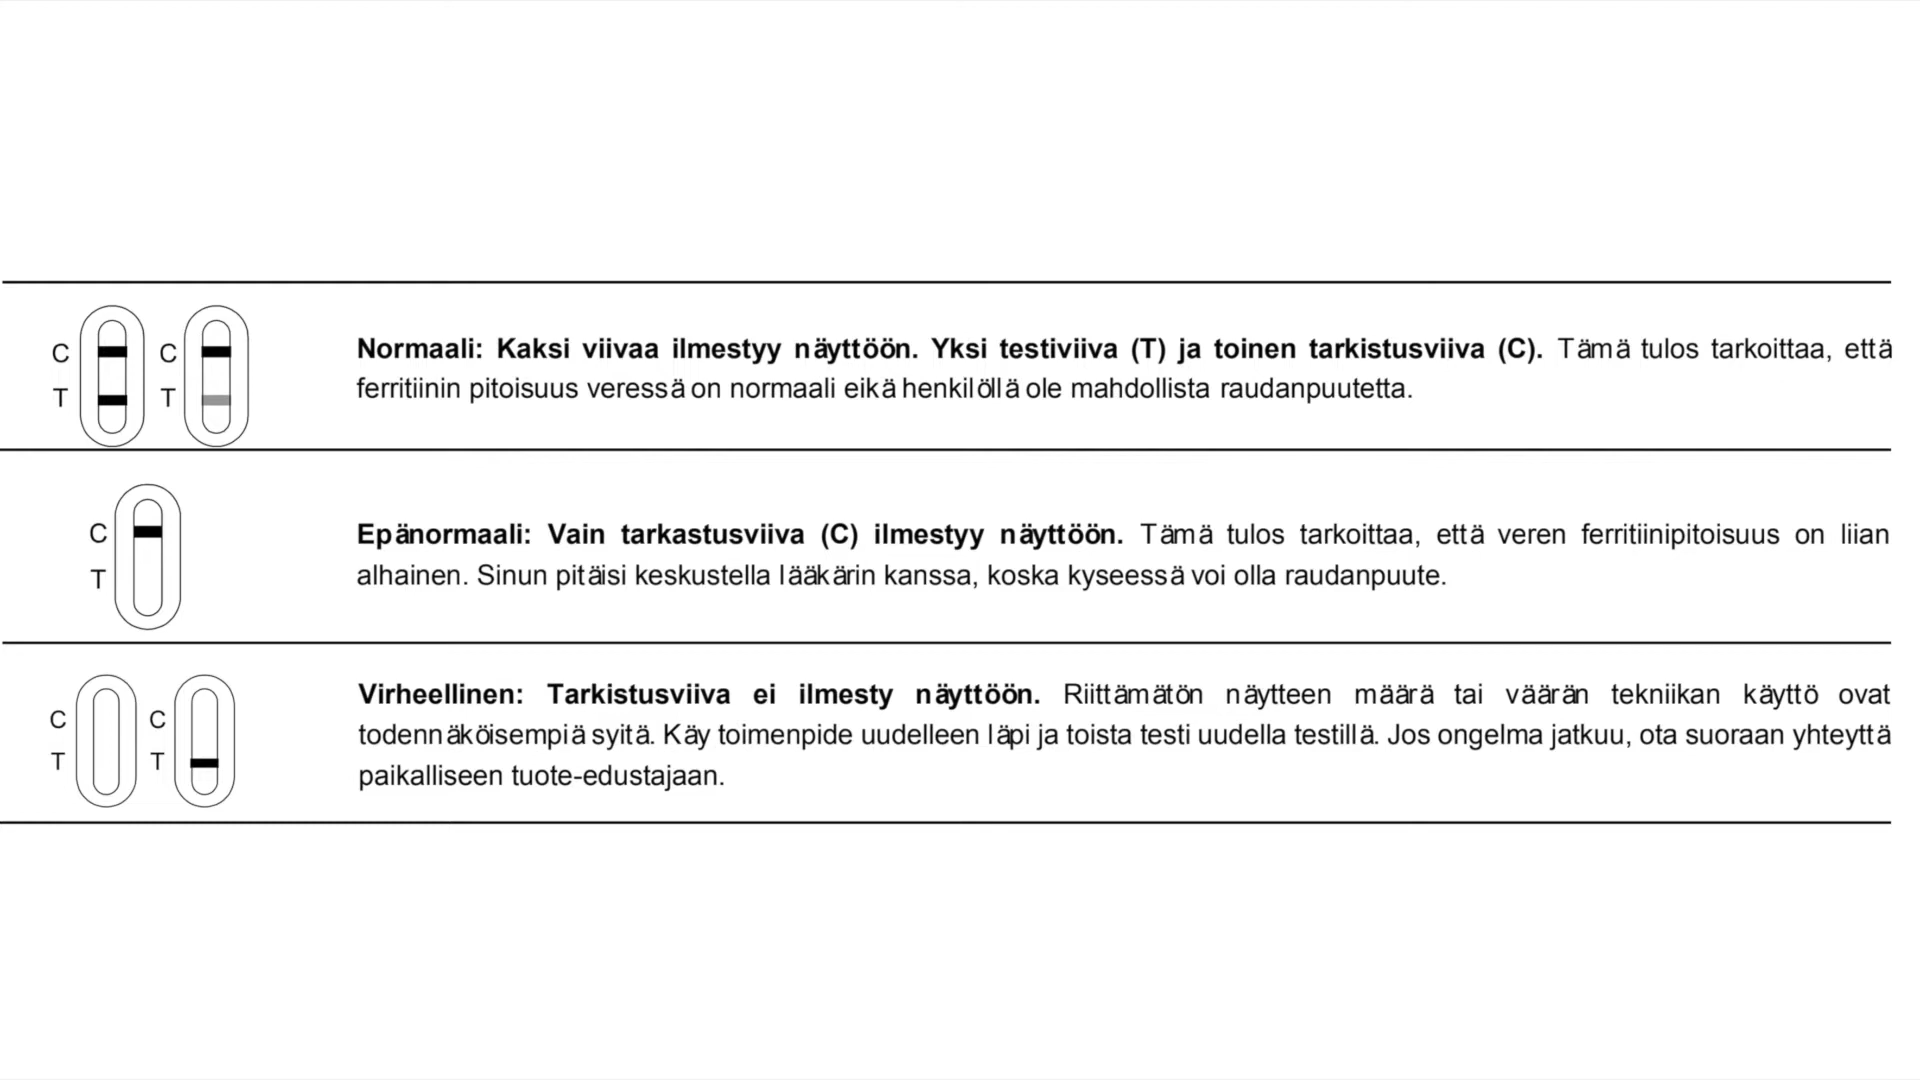 C C Normaali: Kaksi viivaa ilmestyy näyttöön. Yksi testiviiva (T) ja toinen tarkistusviiva (C). Tämä tulos tarkoittaa, että
T T ferritiinin pitoisuus veressä on normaali eikä henkilöllä ole mahdollista raudanpuutetta.
C Epänormaali: Vain tarkastusviiva (C) ilmestyy näyttöön. Tämä tulos tarkoittaa, että veren ferritiinipitoisuus on liian
T alhainen. Sinun pitäisi keskustella lääkärin kanssa, koska kyseessä voi olla raudanpuute.
Virheellinen: Tarkistusviiva ei ilmesty näyttöön. Riittämätön näytteen määrä tai väärän tekniikan käyttö ovat
C C todennäköisempiä syitä. Käy toimenpide uudelleen läpi ja toista testi uudella testillä. Jos ongelma jatkuu, ota suoraan yhteyttä
T T paikalliseen tuote-edustajaan.